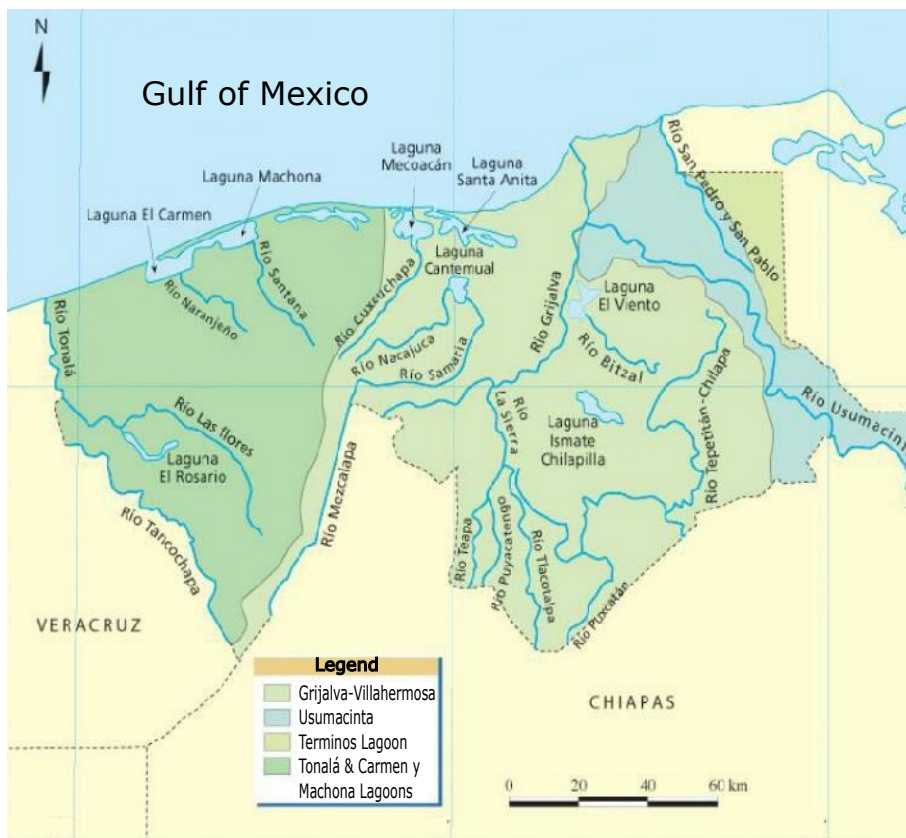 N
Gulf of Mexico
Laguna
Mecoacán
Laguna
Santa Anita
Laguna Machona
Laguna El Carmen
Río San Pedro y San Pablo
Río Santana
Río Naranjeño
Río Cuxcuchapa
Laguna
Cantemual
Río Grijalva
Laguna
El Viento
Río Tonalá
Río Nacajuca
Río Samaria
Río Bitzal
Río Tepetitán-Chilapa
Río Usumacinta
Río Las flores
Río
La Sierra
Laguna
Ismate
Chilapilla
Laguna
El Rosario
Río Mezcalapa
Río Tancochapa
Río Teapa
Río Puyacatengo
Río Tlacotalpa
Río Puxcatán
VERACRUZ
CHIAPAS
Legend
Grijalva-Villahermosa
Usumacinta
Terminos Lagoon
Tonalá & Carmen y
Machona Lagoons
0 20 40 60 km